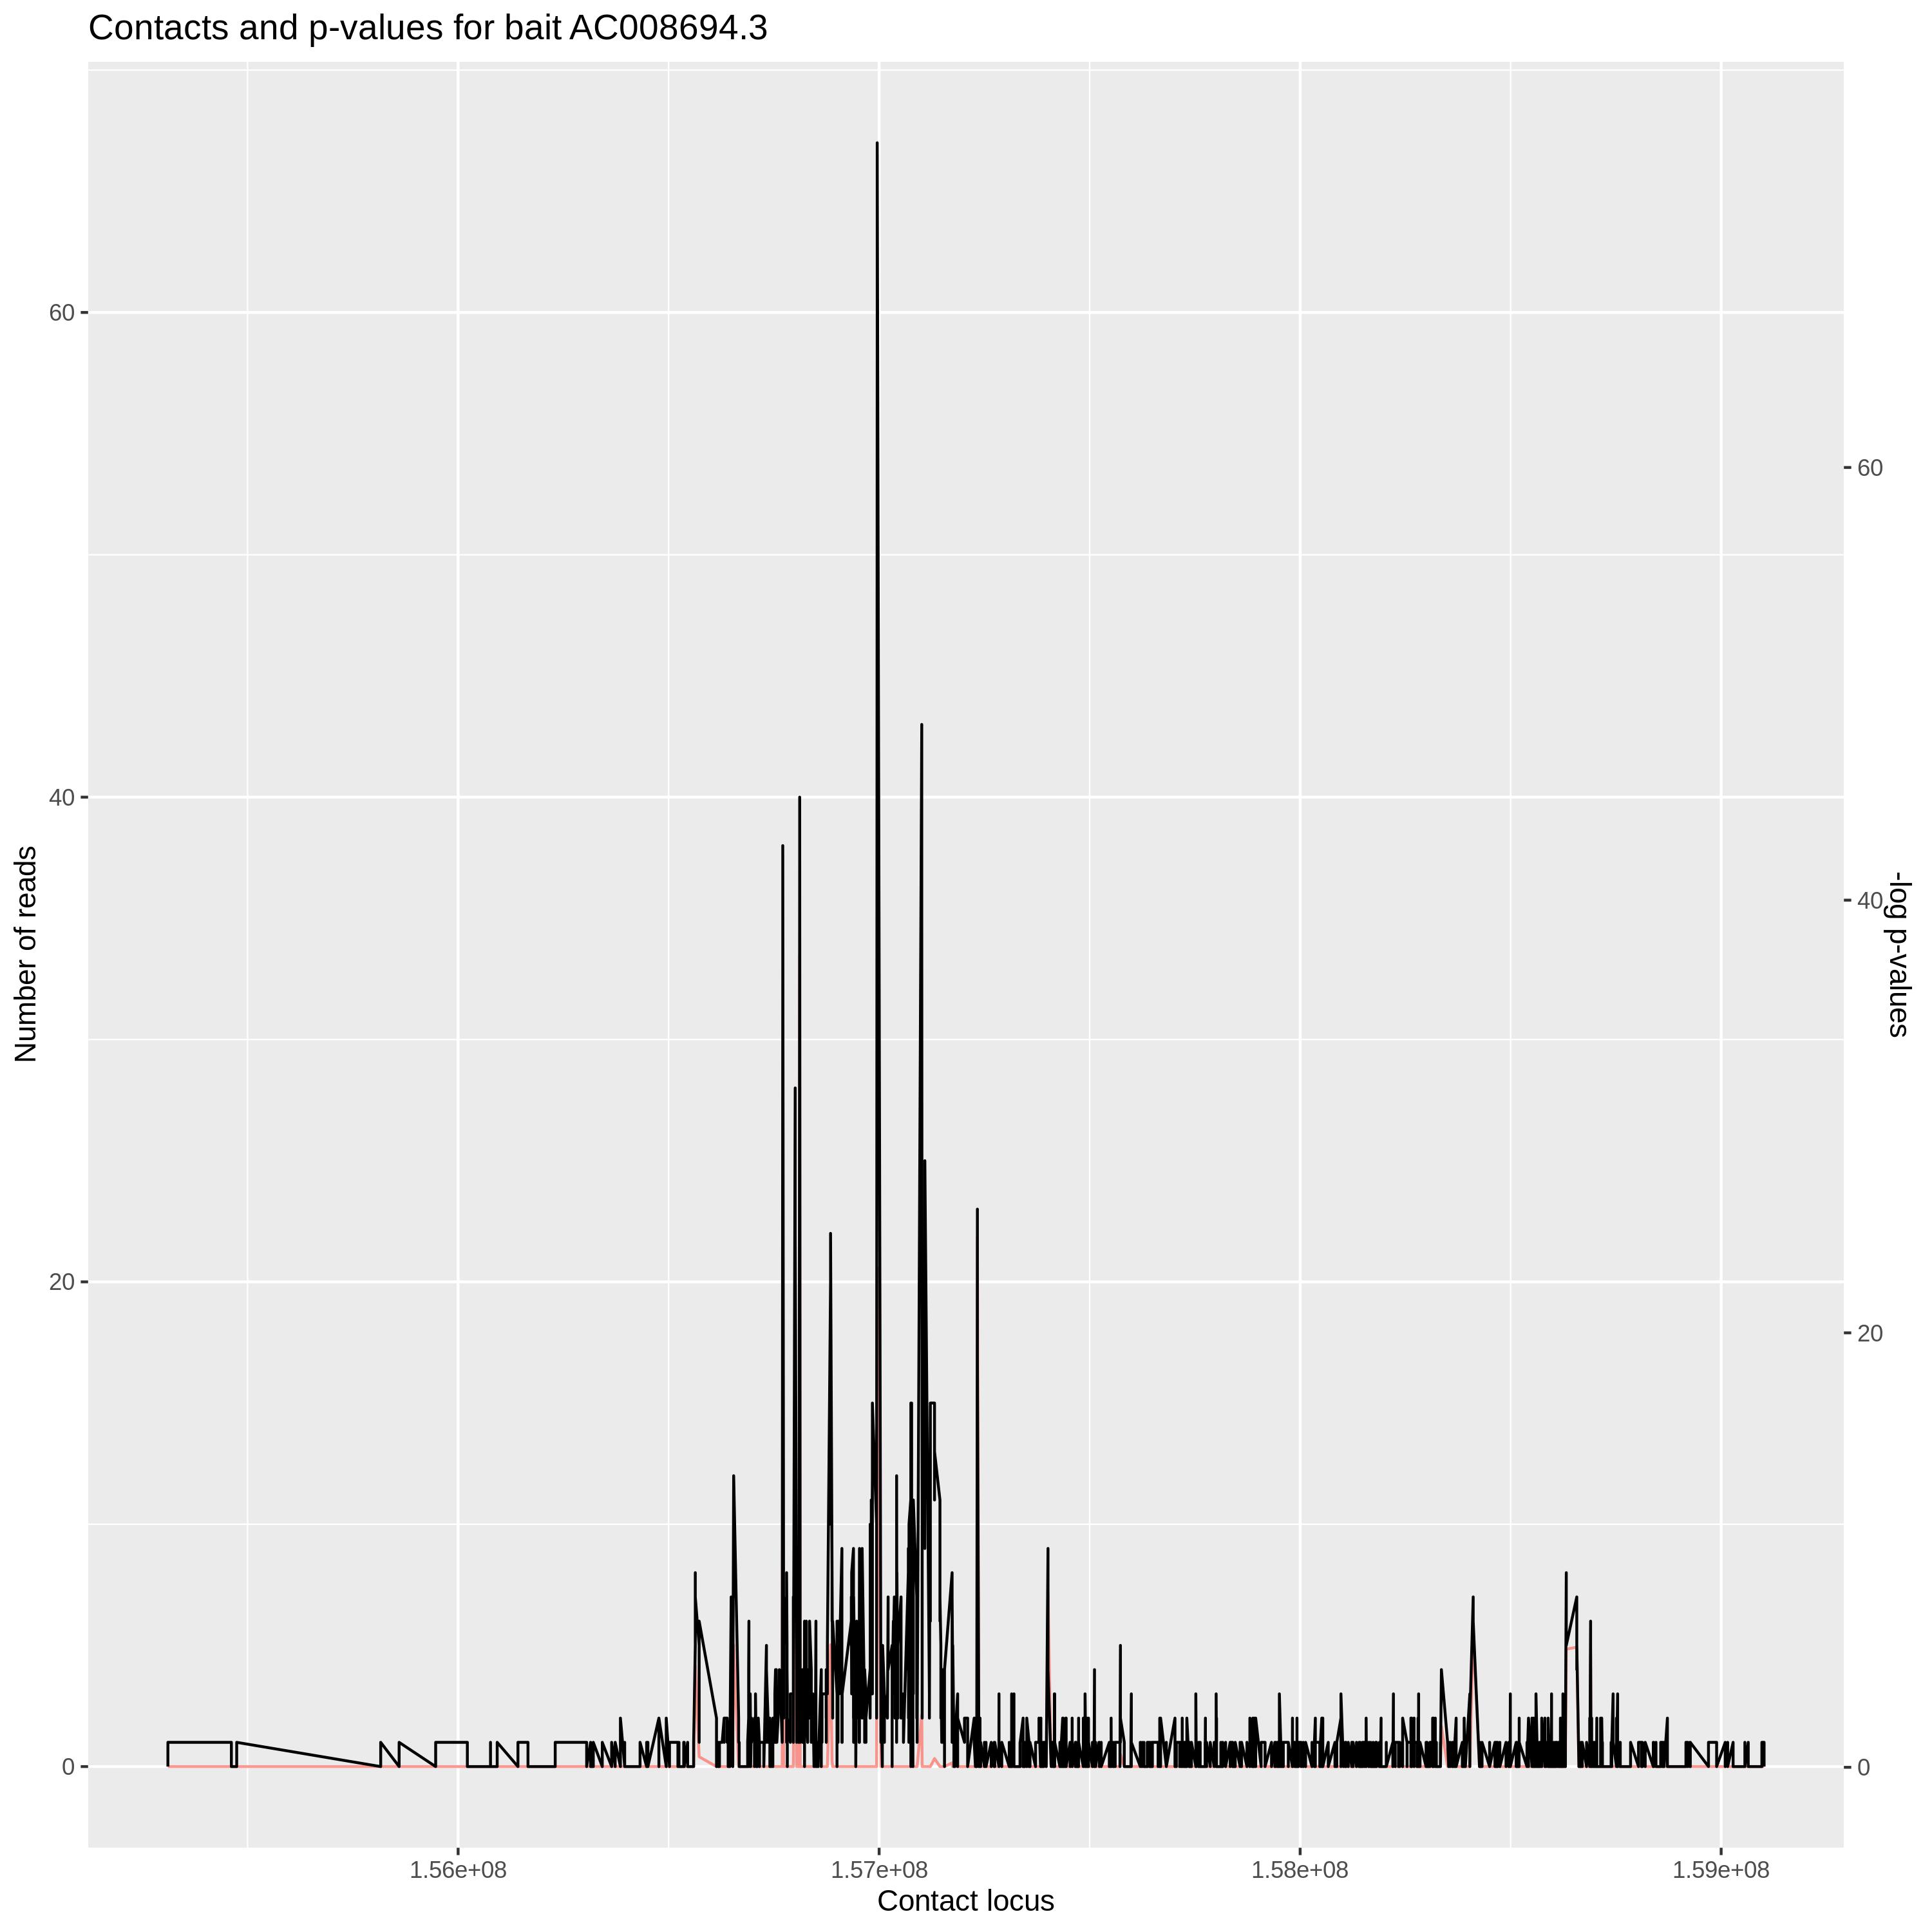 Contacts and p-values for bait AC008694.3
60
40
20
0
Number of reads
60
40
20
0
-log p-values
1.56e+08
1.57e+08
1.58e+08
1.59e+08
Contact locus